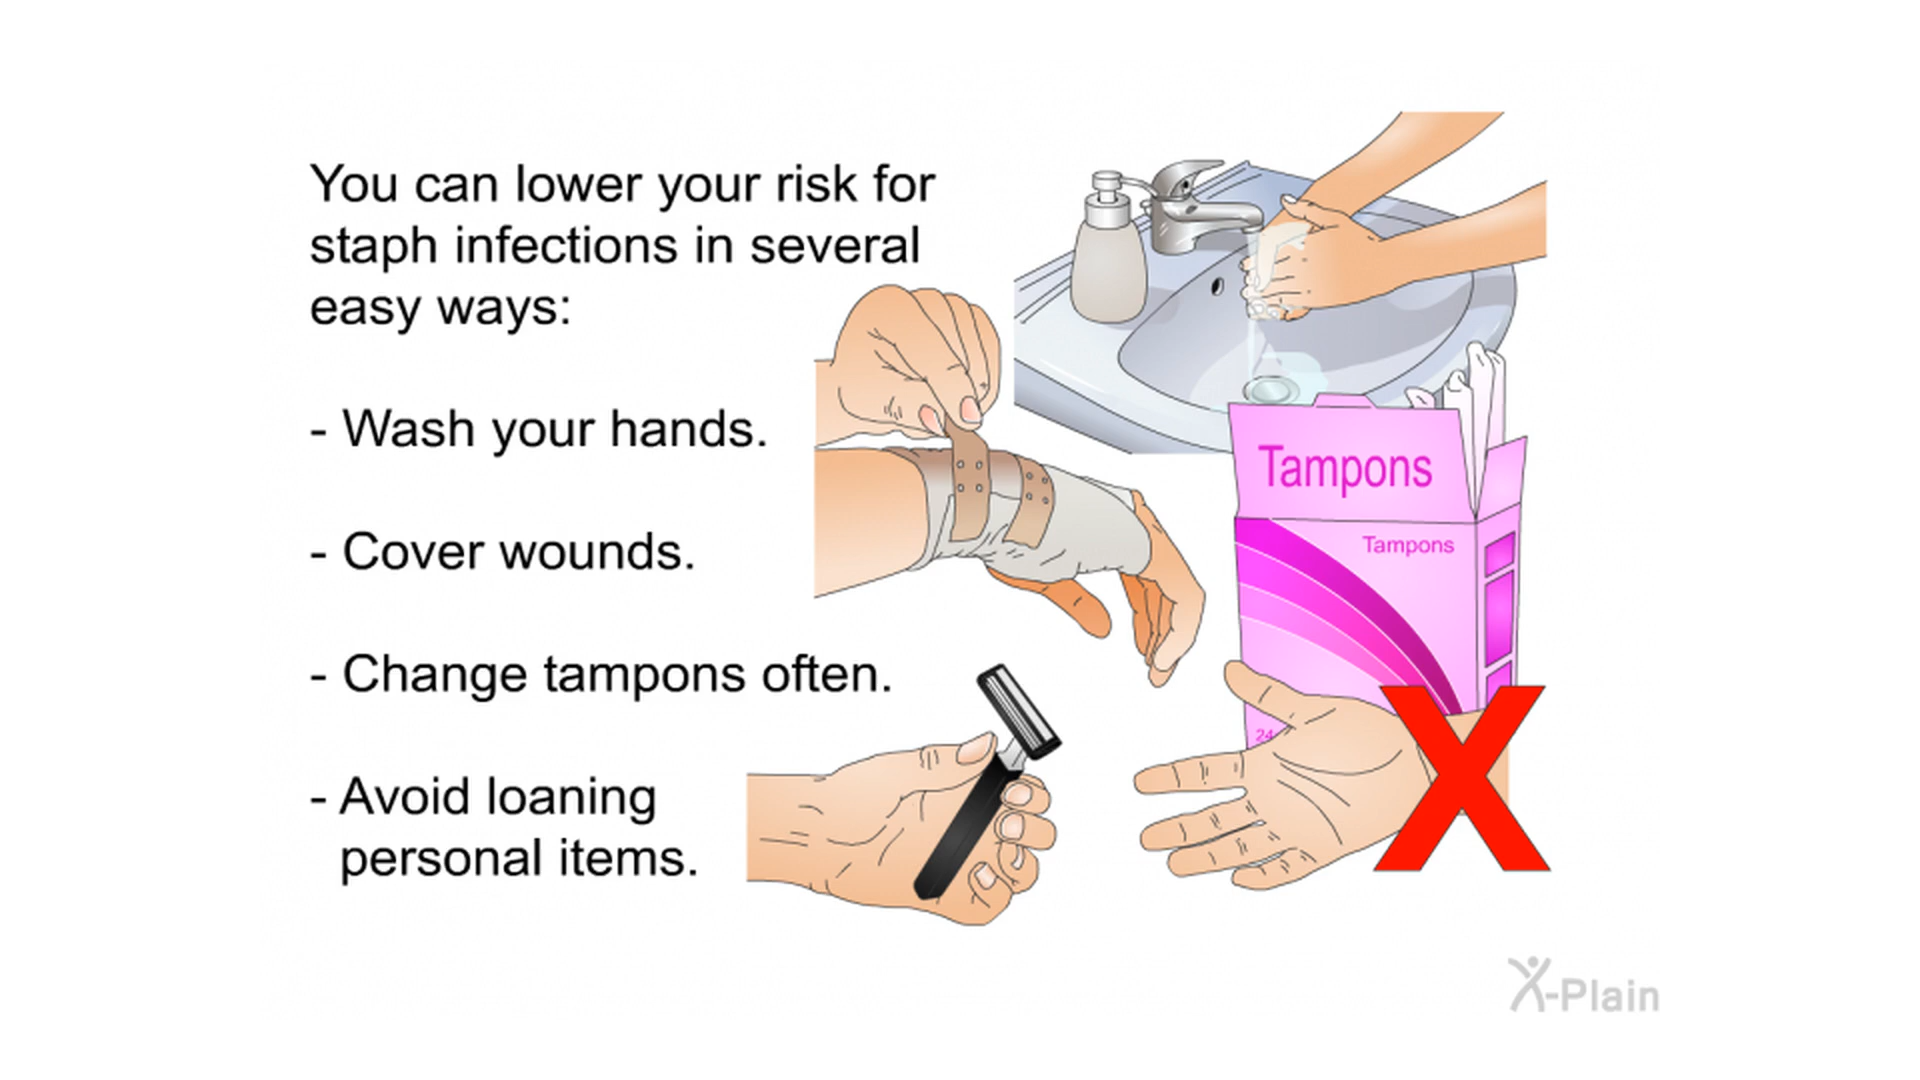 You can lower your risk for
staph infections in several
easy ways:
- Wash your hands.
- Cover wounds.
- Change tampons often.
- Avoid loaning
personal items.
Tampons
Tampons
24
X
X-Plain